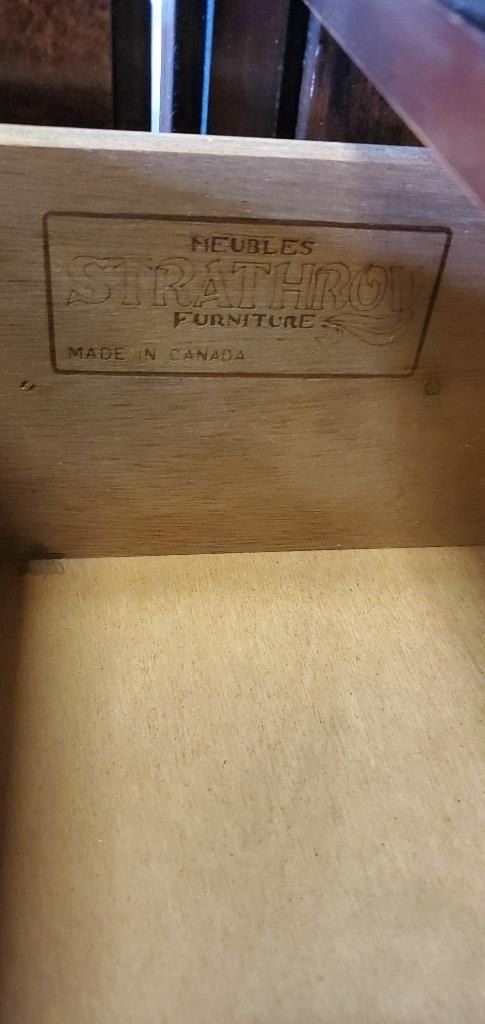 MEUBLES
STRATHROY
FURNITURE
MADE IN CANADA